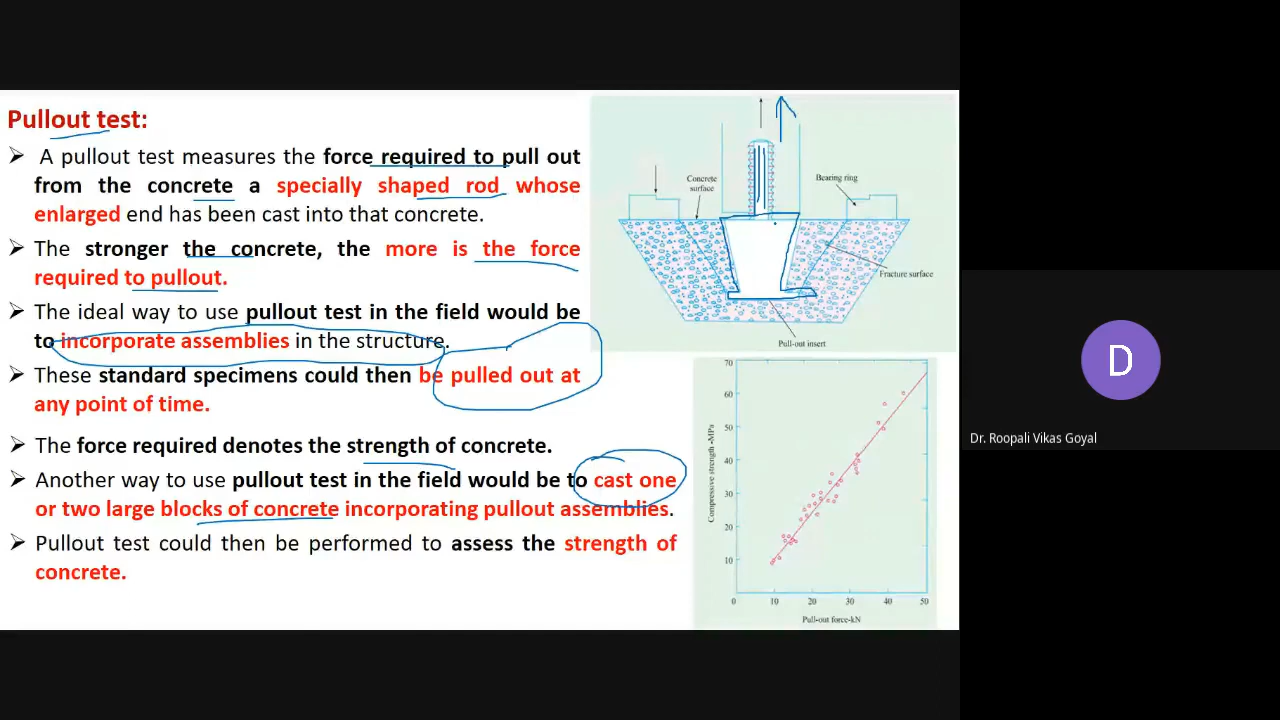 Pullout test:
➢ A pullout test measures the force required to pull out
from the concrete a specially shaped rod whose
enlarged end has been cast into that concrete.
➢ The stronger the concrete, the more is the force
required to pullout.
➢ The ideal way to use pullout test in the field would be
to incorporate assemblies in the structure.
➢ These standard specimens could then be pulled out at
any point of time.
➢ The force required denotes the strength of concrete.
➢ Another way to use pullout test in the field would be to cast one
or two large blocks of concrete incorporating pullout assemblies.
➢ Pullout test could then be performed to assess the strength of
concrete.
Concrete
surface
Bearing ring
Fracture surface
Pull-out insert
70
60
50
40
30
20
10
Compressive strength -MPa
0 10 20 30 40 50
Pull-out force-kN
D
Dr. Roopali Vikas Goyal